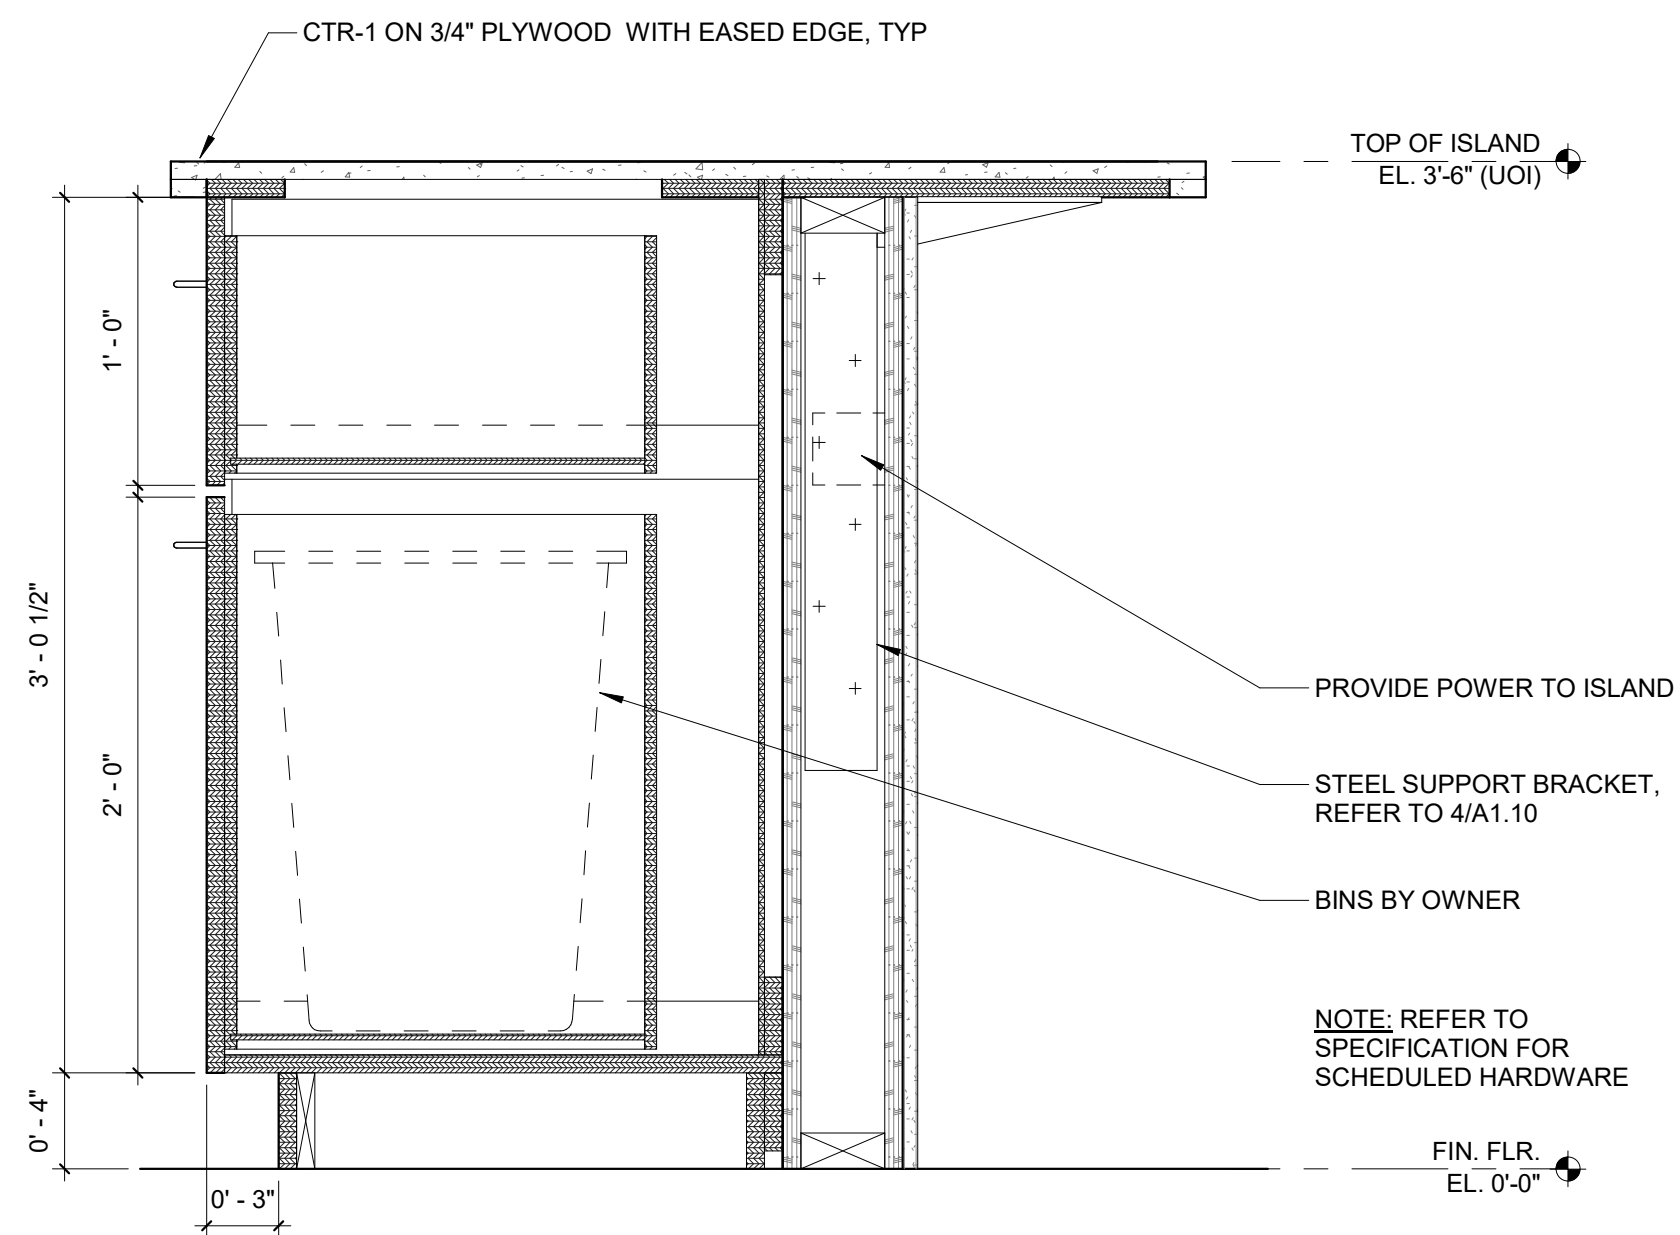 CTR-1 ON 3/4" PLYWOOD  WITH EASED EDGE, TYP
TOP OF ISLAND
EL. 3'-6" (UOI)
1' - 0"
3' - 0 1/2"
2' - 0"
0' - 4"
0' - 3"
PROVIDE POWER TO ISLAND
STEEL SUPPORT BRACKET,
REFER TO 4/A1.10
BINS BY OWNER
NOTE: REFER TO
SPECIFICATION FOR
SCHEDULED HARDWARE
FIN. FLR.
EL. 0'-0"